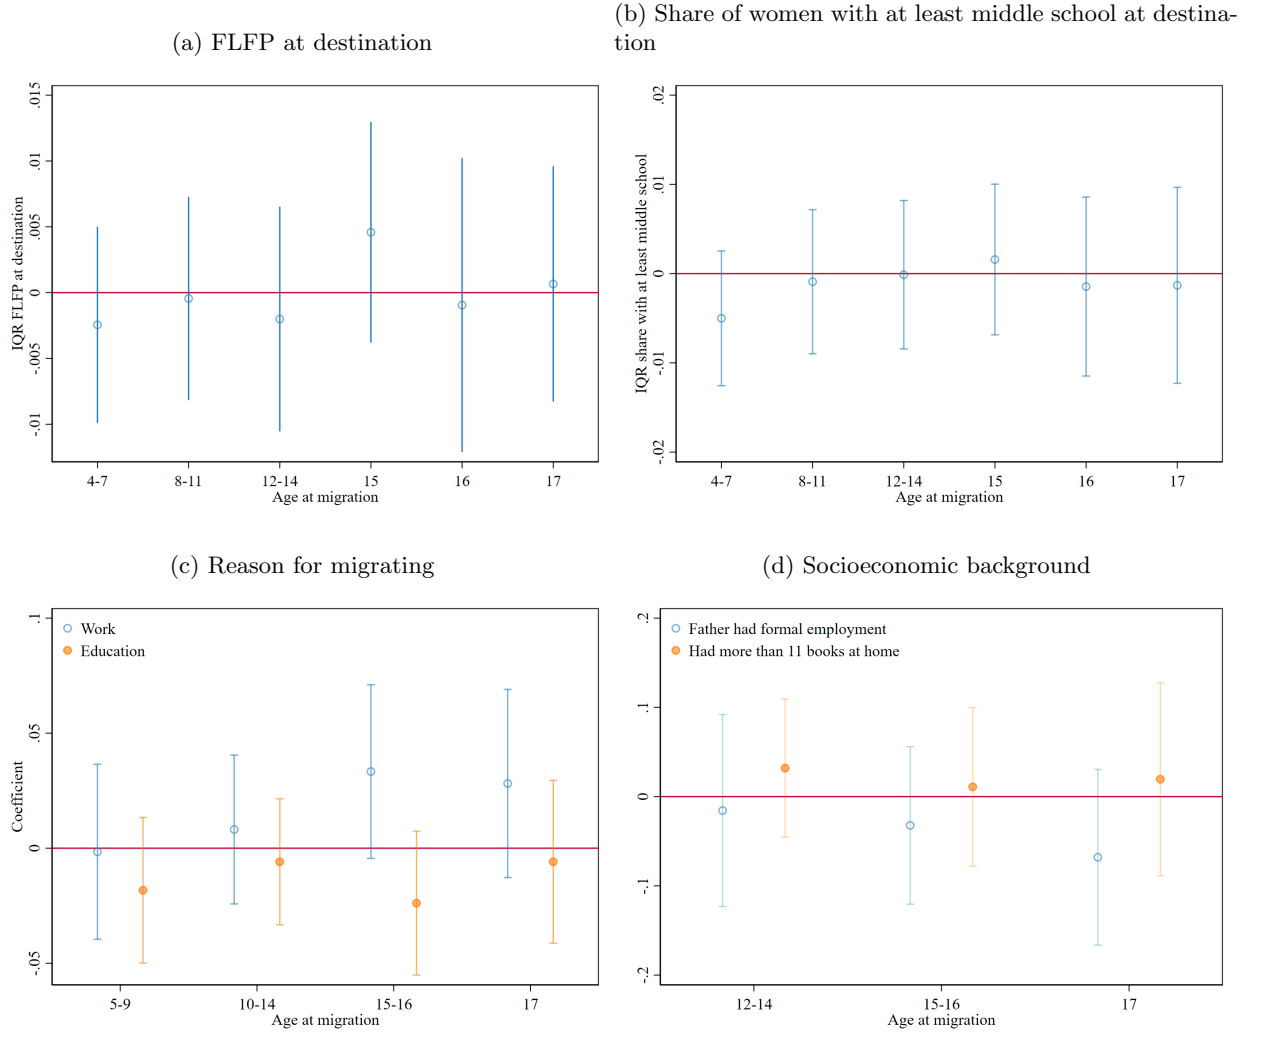 (a) FLFP at destination
.015
.01
.005
0
-.005
-.01
IQR FLFP at destination
4-7 8-11 12-14 15 16 17
Age at migration
(b) Share of women with at least middle school at destina-
tion
.02
.01
0
-.01
-.02
IQR share with at least middle school
4-7 8-11 12-14 15 16 17
Age at migration
(c) Reason for migrating
Work
Education
.1
.05
0
-.05
Coefficient
5-9 10-14 15-16 17
Age at migration
(d) Socioeconomic background
Father had formal employment
Had more than 11 books at home
.2
.1
0
-.1
-.2
12-14 15-16 17
Age at migration